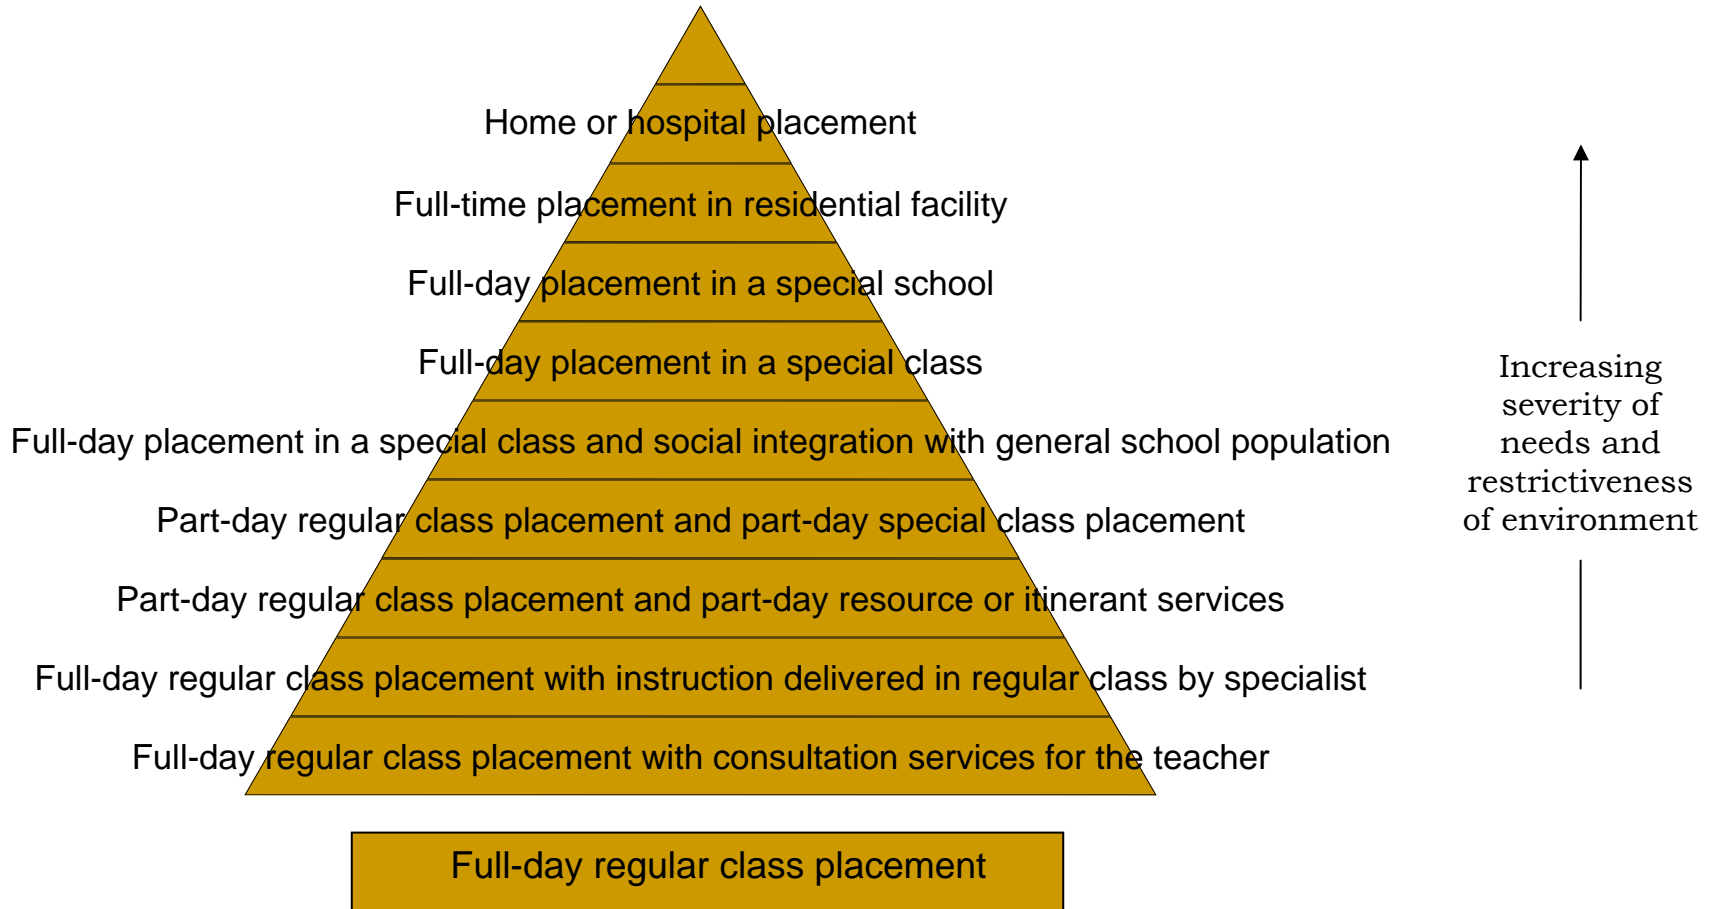 Home or hospital placement
Full-time placement in residential facility
Full-day placement in a special school
Full-day placement in a special class
Full-day placement in a special class and social integration with general school population
Part-day regular class placement and part-day special class placement
Part-day regular class placement and part-day resource or itinerant services
Full-day regular class placement with instruction delivered in regular class by specialist
Full-day regular class placement with consultation services for the teacher
Full-day regular class placement
Increasing
severity of
needs and
restrictiveness
of environment